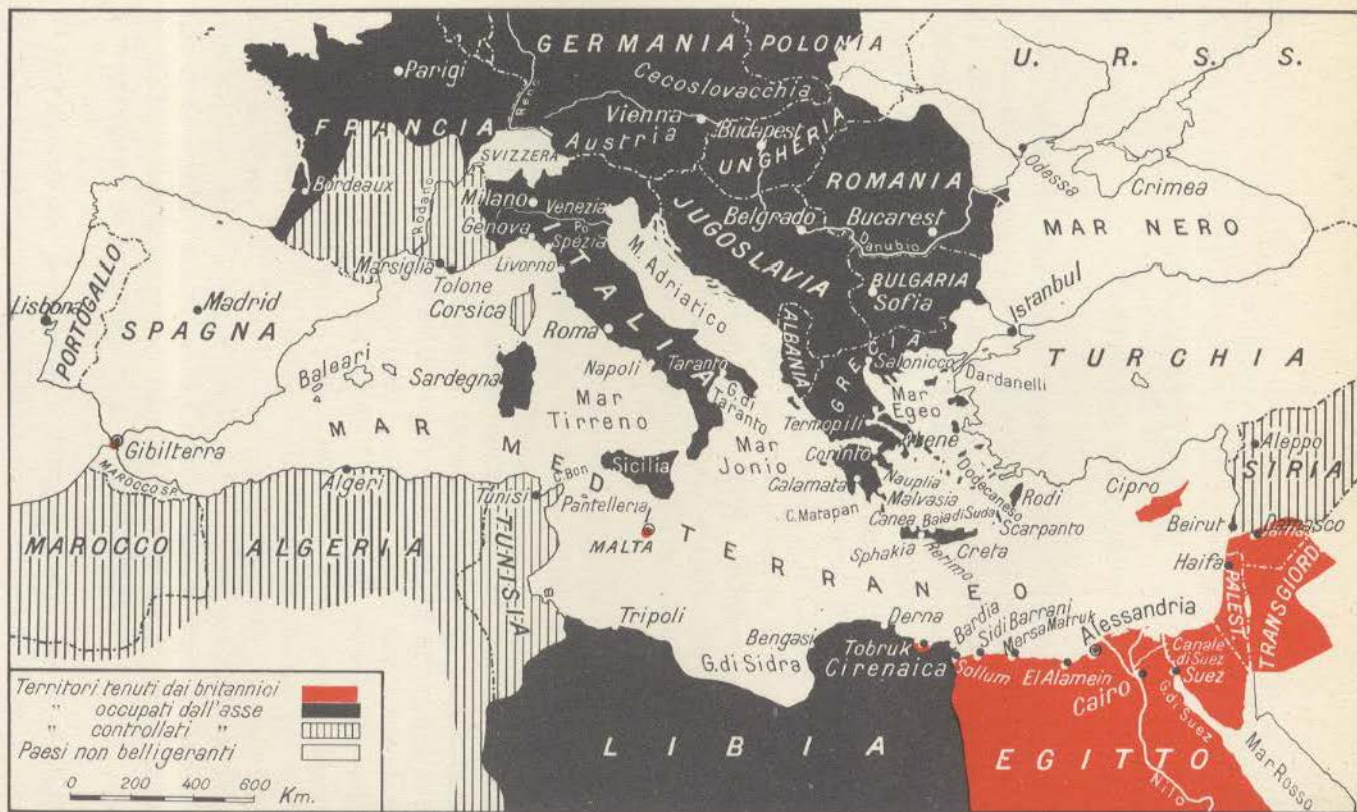 GERMANIA
POLONIA
U. R. S. S.
Parigi
Reno
Cecoslovacchia
FRANCIA
Vienna
Austria
Budapest
UNGHERIA
SVIZZERA
Bordeaux
Rodano
Milano
Venezia
Po
Genova
Spezia
ROMANIA
Odessa
Crimea
Belgrado
Bucarest
Danubio
MAR NERO
JUGOSLAVIA
ITALIA
M. Adriatico
BULGARIA
Sofia
Marsiglia
Tolone
Livorno
Corsica
Lisbona
PORTOGALLO
Madrid
SPAGNA
Roma
Istanbul
ALBANIA
GRECIA
Salonicco
Dardanelli
TURCHIA
Baleari
Sardegna
Napoli
Taranto
G. di Taranto
Mar Tirreno
Mar Egeo
Termopili
Atene
Mar Jonio
Corinto
Gibilterra
MAROCCO SP.
MAR MEDITERRANEO
C. Bon
Sicilia
Calamata
Nauplia
Malvasia
Dodecaneso
Rodi
Cipro
Aleppo
SIRIA
Algeri
Tunisi
Pantelleria
C. Matapan
Canea
Baia di Suda
Scarpanto
Beirut
Damasco
MAROCCO
ALGERIA
TUNISIA
MALTA
Sphakia
Retimo
Creta
Haifa
PALEST.
TRANSGIORD.
Tripoli
Bengasi
G. di Sidra
Derna
Tobruk
Cirenaica
Bardia
Sidi Barrani
Mersa Matruk
Alessandria
Sollum
El Alamein
Cairo
Canale di Suez
Suez
G. di Suez
LIBIA
EGITTO
Nilo
Mar Rosso
Territori tenuti dai britannici
" occupati dall'asse
" controllati "
Paesi non belligeranti
0 200 400 600 Km.